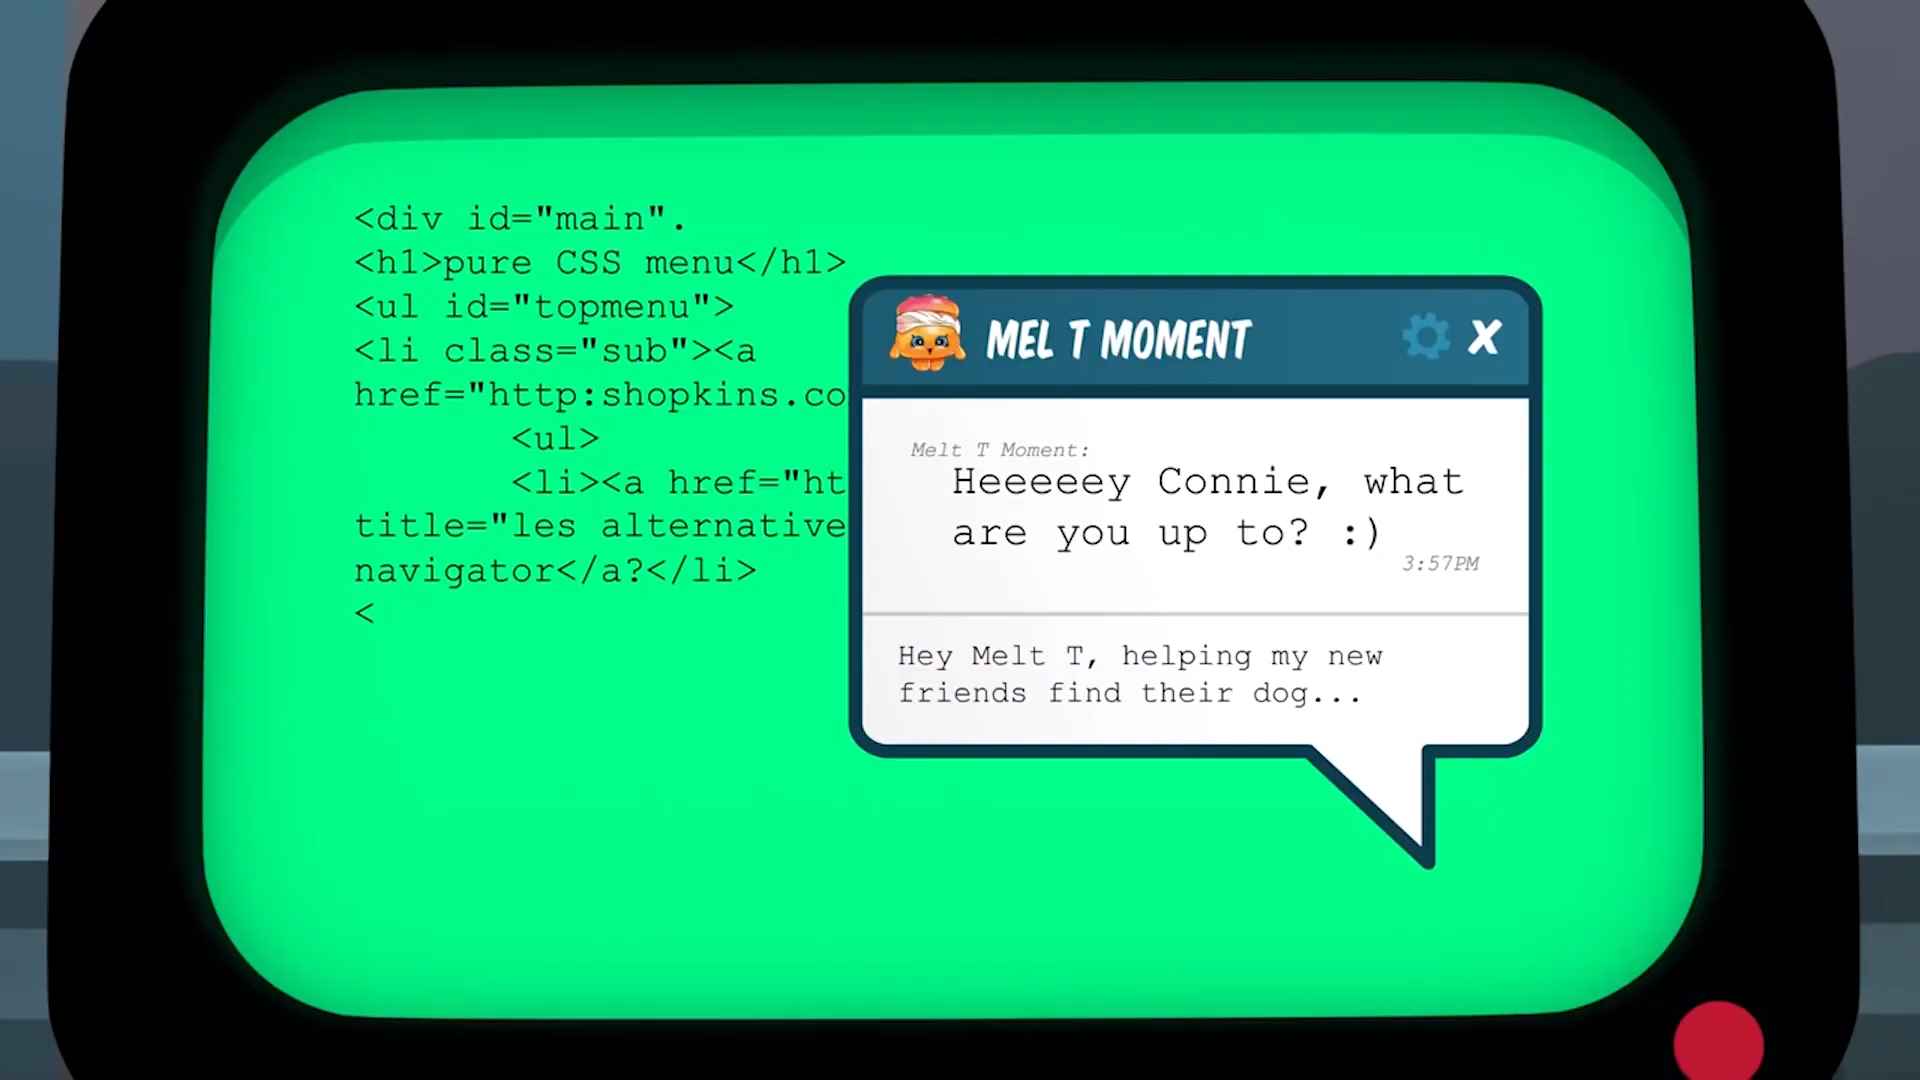 <div id="main".
<h1>pure CSS menu</h1>
<ul id="topmenu">
<li class="sub"><a
href="http:shopkins.co
<ul>
<li><a href="ht
title="les alternative
navigator</a?</li>
<
MEL T MOMENT X
Melt T Moment:
Heeeeey Connie, what
are you up to? :)
3:57PM
Hey Melt T, helping my new
friends find their dog...